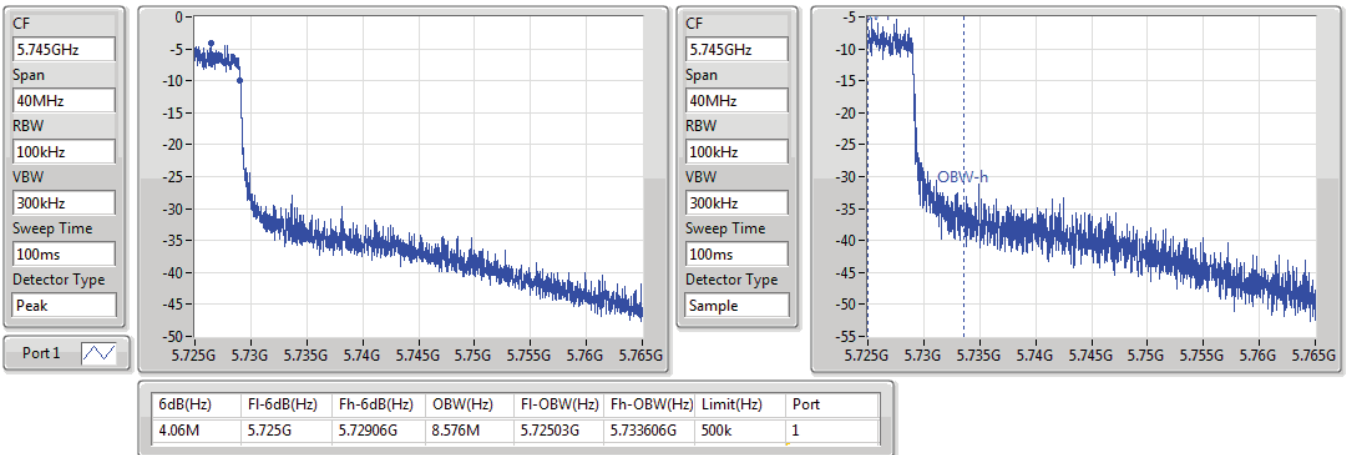 CF
5.745GHz
Span
40MHz
RBW
100kHz
VBW
300kHz
Sweep Time
100ms
Detector Type
Peak
Port 1
0
-5
-10
-15
-20
-25
-30
-35
-40
-45
-50
5.725G 5.73G 5.735G 5.74G 5.745G 5.75G 5.755G 5.76G 5.765G
CF
5.745GHz
Span
40MHz
RBW
100kHz
VBW
300kHz
Sweep Time
100ms
Detector Type
Sample
-5
-10
-15
-20
-25
-30
-35
-40
-45
-50
-55
OBW-h
5.725G 5.73G 5.735G 5.74G 5.745G 5.75G 5.755G 5.76G 5.765G
6dB(Hz) Fl-6dB(Hz) Fh-6dB(Hz) OBW(Hz) Fl-OBW(Hz) Fh-OBW(Hz) Limit(Hz) Port
4.06M 5.725G 5.72906G 8.576M 5.72503G 5.733606G 500k 1